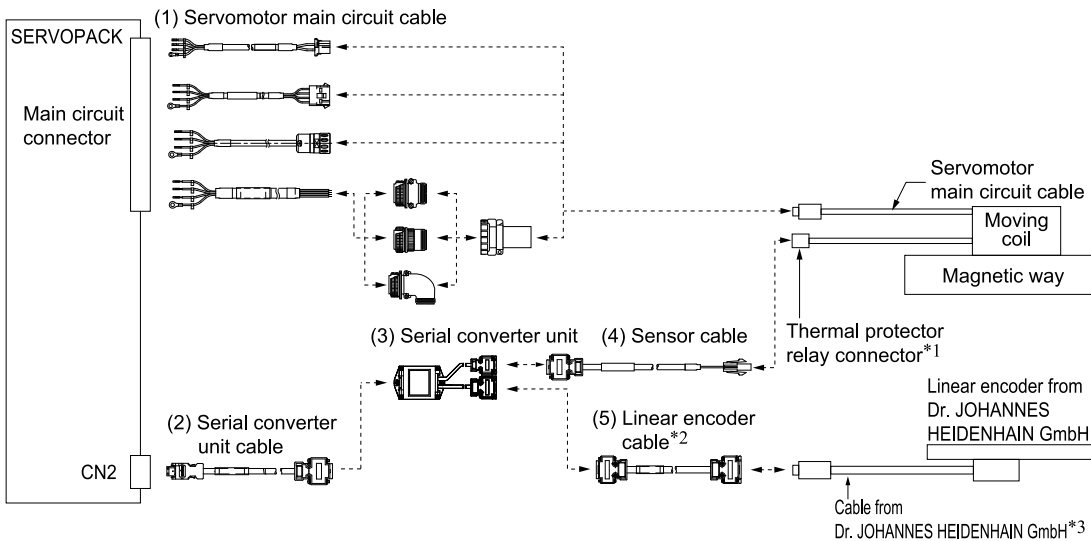 (1) Servomotor main circuit cable
SERVOPACK
Main circuit
connector
Servomotor
main circuit cable
Moving
coil
Magnetic way
Thermal protector
relay connector*1
(3) Serial converter unit
(4) Sensor cable
(2) Serial converter
unit cable
(5) Linear encoder
cable*2
Linear encoder from
Dr. JOHANNES
HEIDENHAIN GmbH
CN2
Cable from
Dr. JOHANNES HEIDENHAIN GmbH*3